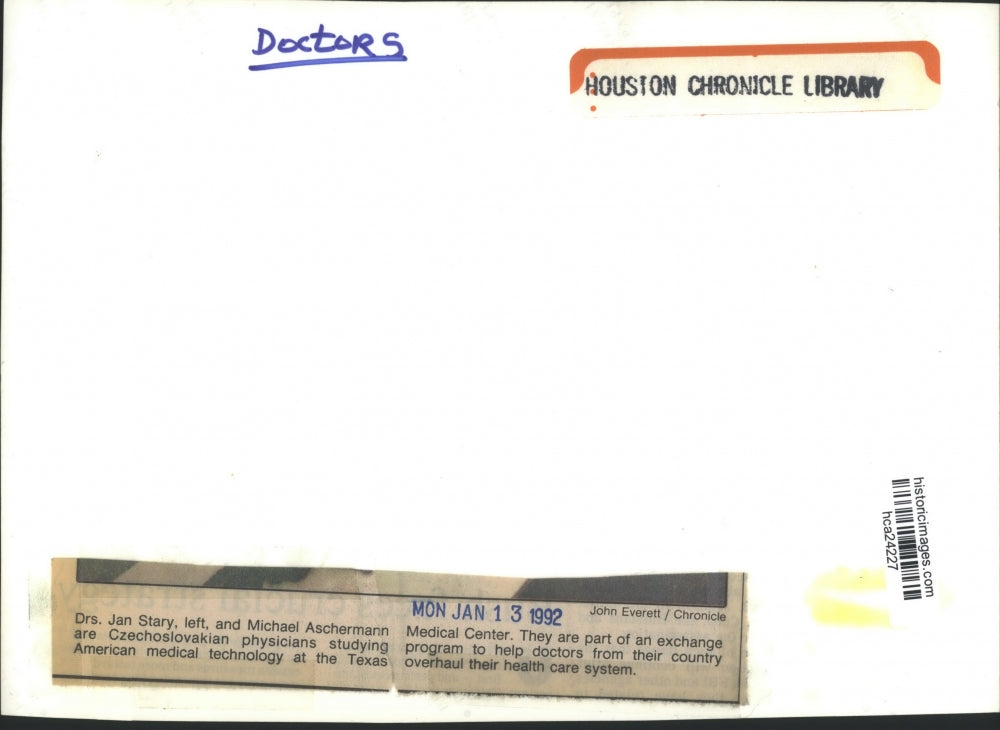 Doctors
HOUSTON CHRONICLE LIBRARY
historicimages.com
hca24227
MON JAN 13 1992
John Everett / Chronicle
Drs. Jan Stary, left, and Michael Aschermann
are Czechoslovakian physicians studying
American medical technology at the Texas
Medical Center. They are part of an exchange
program to help doctors from their country
overhaul their health care system.